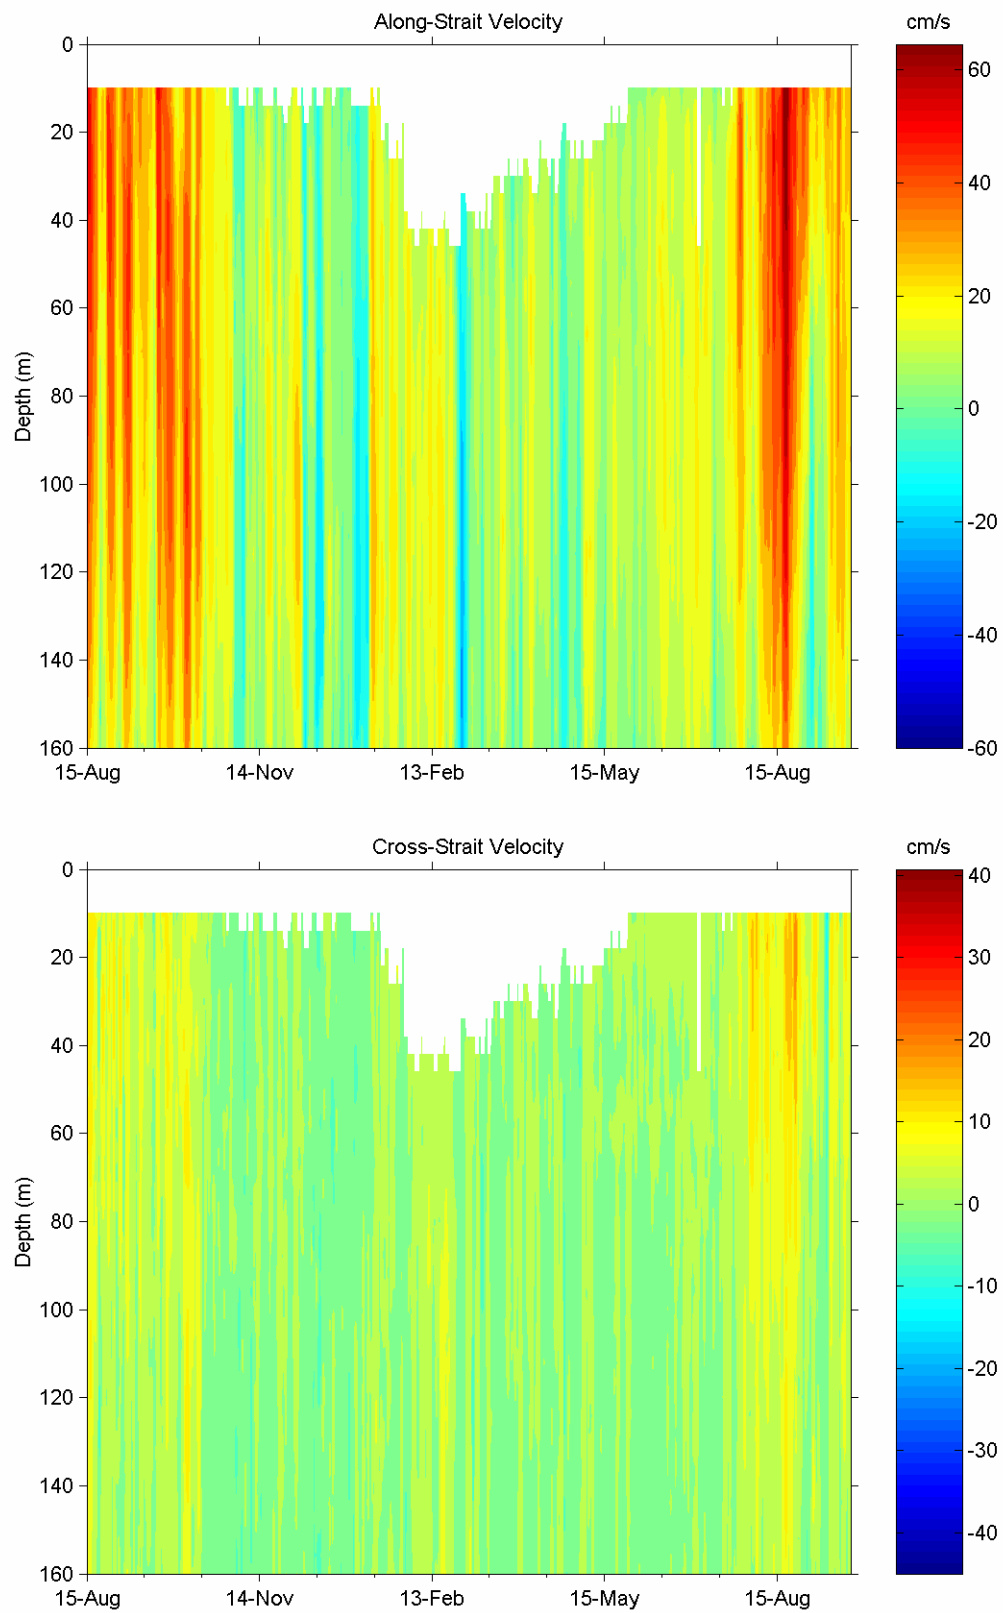 Along-Strait Velocity
cm/s
0
20
40
60
80
100
120
140
160
Depth (m)
15-Aug
14-Nov
13-Feb
15-May
15-Aug
60
40
20
0
-20
-40
-60
Cross-Strait Velocity
cm/s
0
20
40
60
80
100
120
140
160
Depth (m)
15-Aug
14-Nov
13-Feb
15-May
15-Aug
40
30
20
10
0
-10
-20
-30
-40